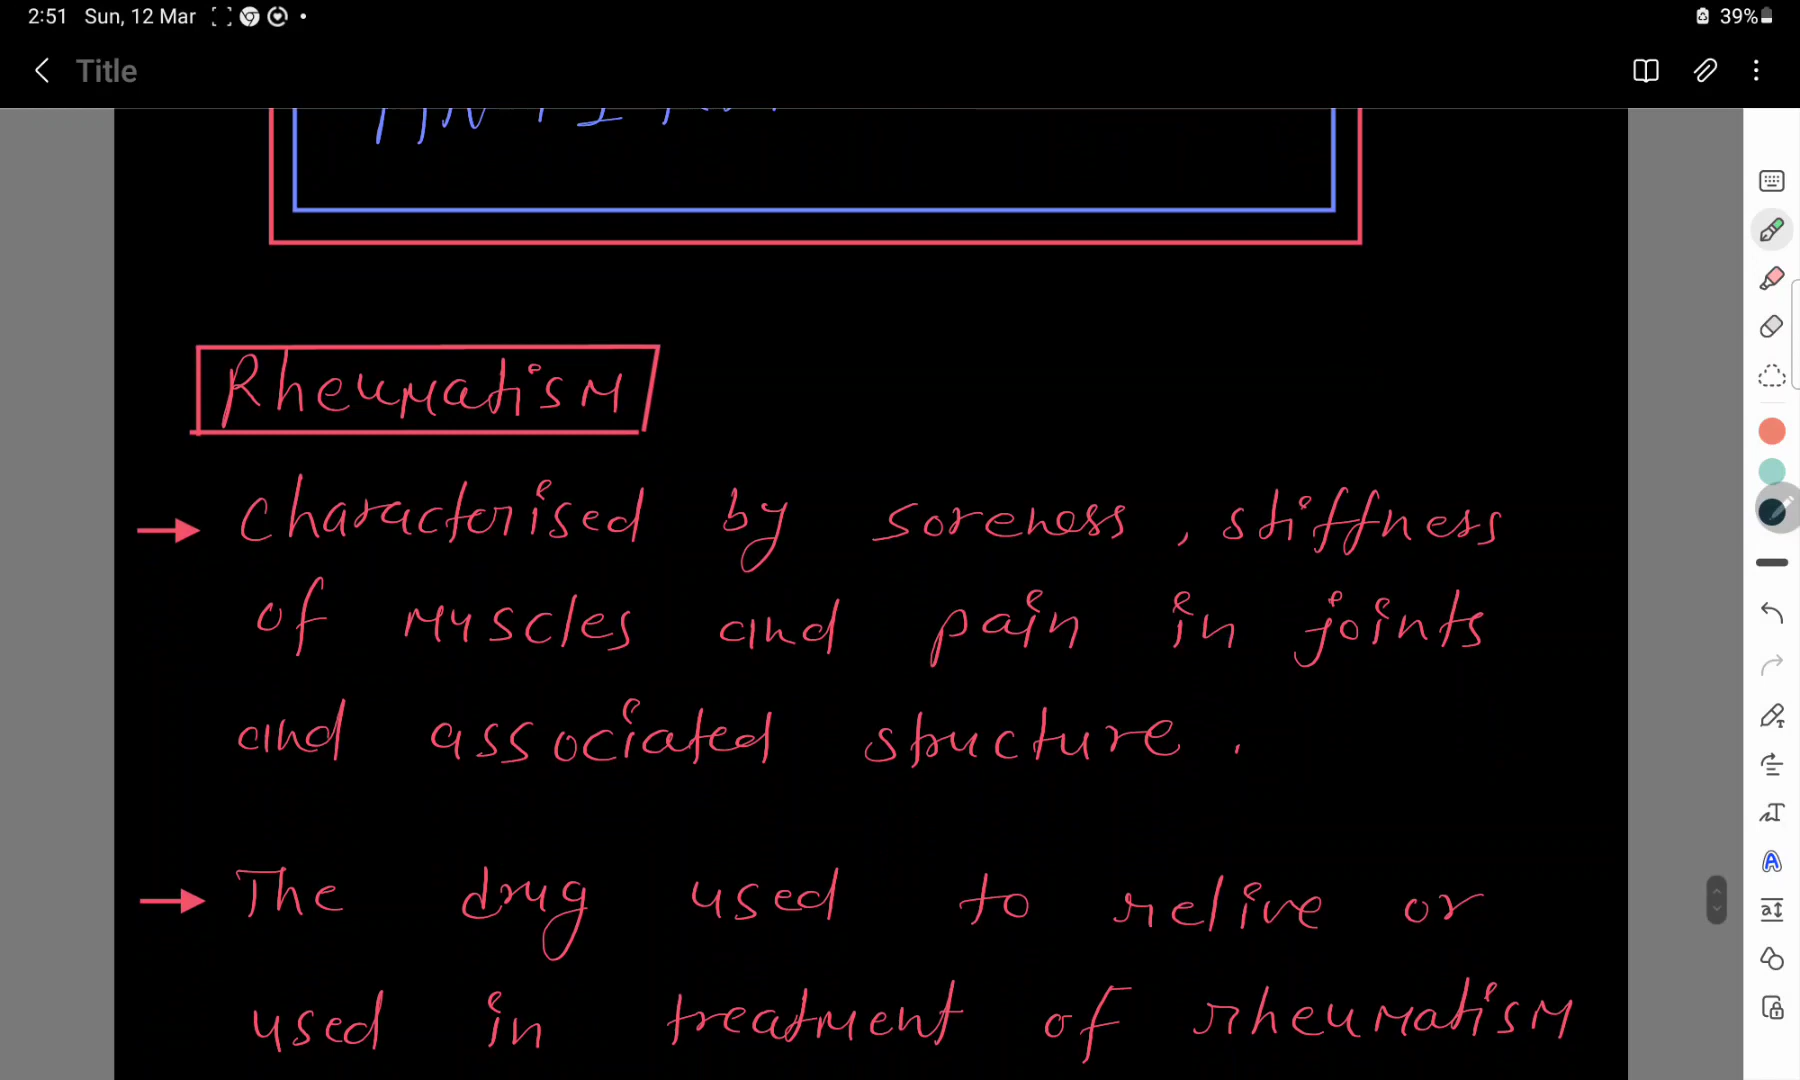 2:51 Sun, 12 Mar
39%
Title
Rheumatism
→ characterised by soreness, stiffness
of muscles and pain in joints
and associated structure.
→ The drug used to relive or
used in treatment of rheumatism